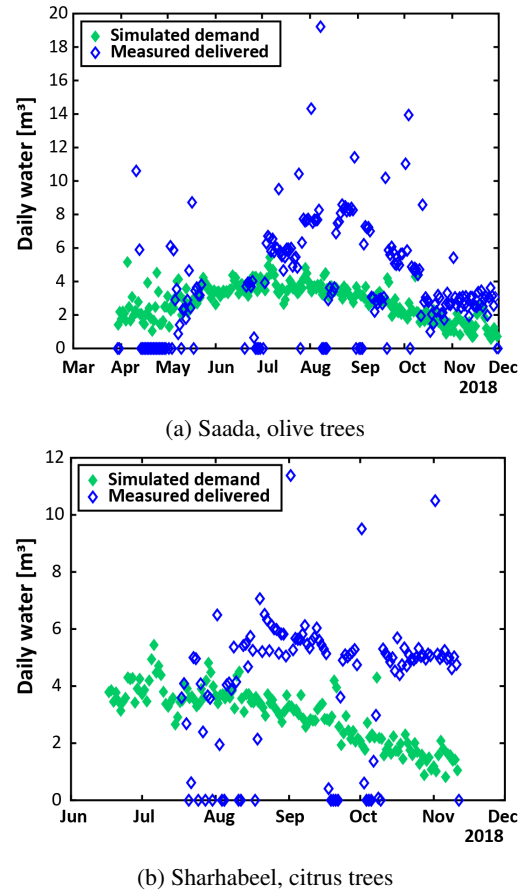 20
18
16
14
12
10
8
6
4
2
0
Daily water [m³]
Simulated demand
Measured delivered
Mar Apr May Jun Jul Aug Sep Oct Nov Dec
2018
(a) Saada, olive trees
12
10
8
6
4
2
0
Daily water [m³]
Simulated demand
Measured delivered
Jun Jul Aug Sep Oct Nov Dec
2018
(b) Sharhabeel, citrus trees